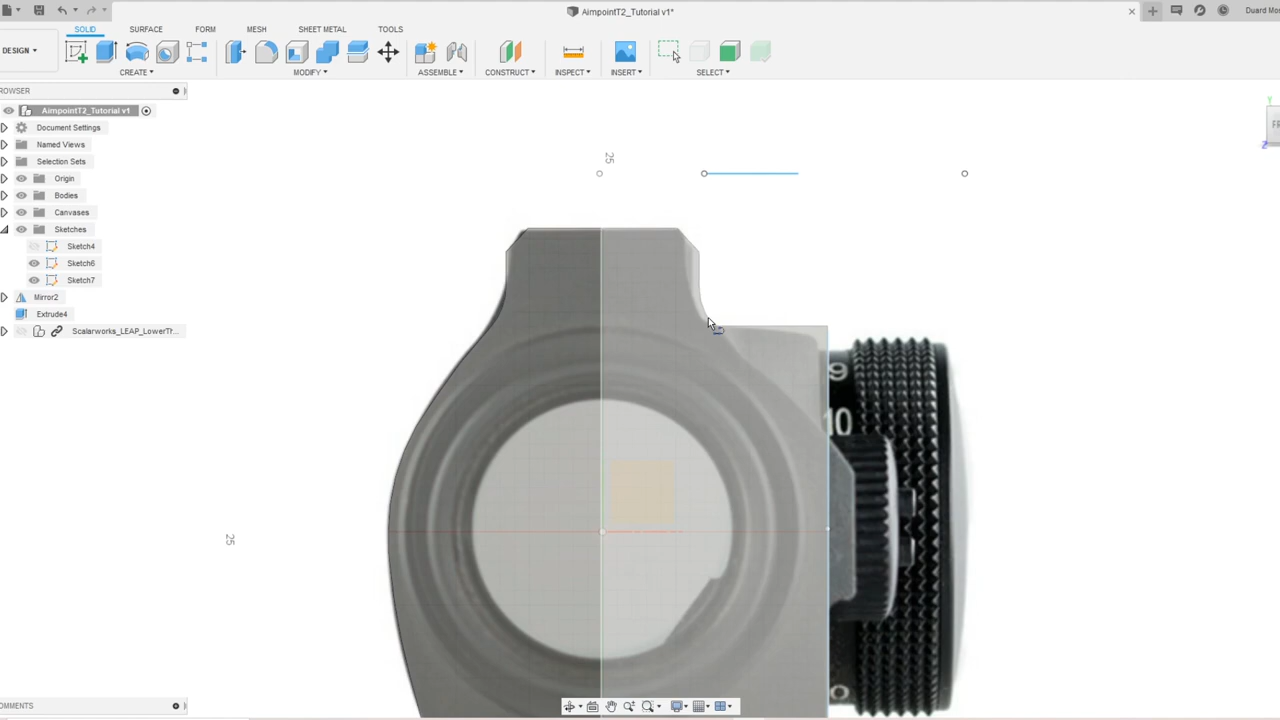 AimpointT2_Tutorial v1*
Duard Mo
SOLID SURFACE FORM MESH SHEET METAL TOOLS
DESIGN
CREATE MODIFY ASSEMBLE CONSTRUCT INSPECT INSERT SELECT
ROWSER
AimpointT2_Tutorial v1
Document Settings
Named Views
Selection Sets
Origin
Bodies
Canvases
Sketches
Sketch4
Sketch6
Sketch7
Mirror2
Extrude4
Scalarworks_LEAP_LowerTr...
Y
FR
Z
25
25
9
10
0
OMMENTS